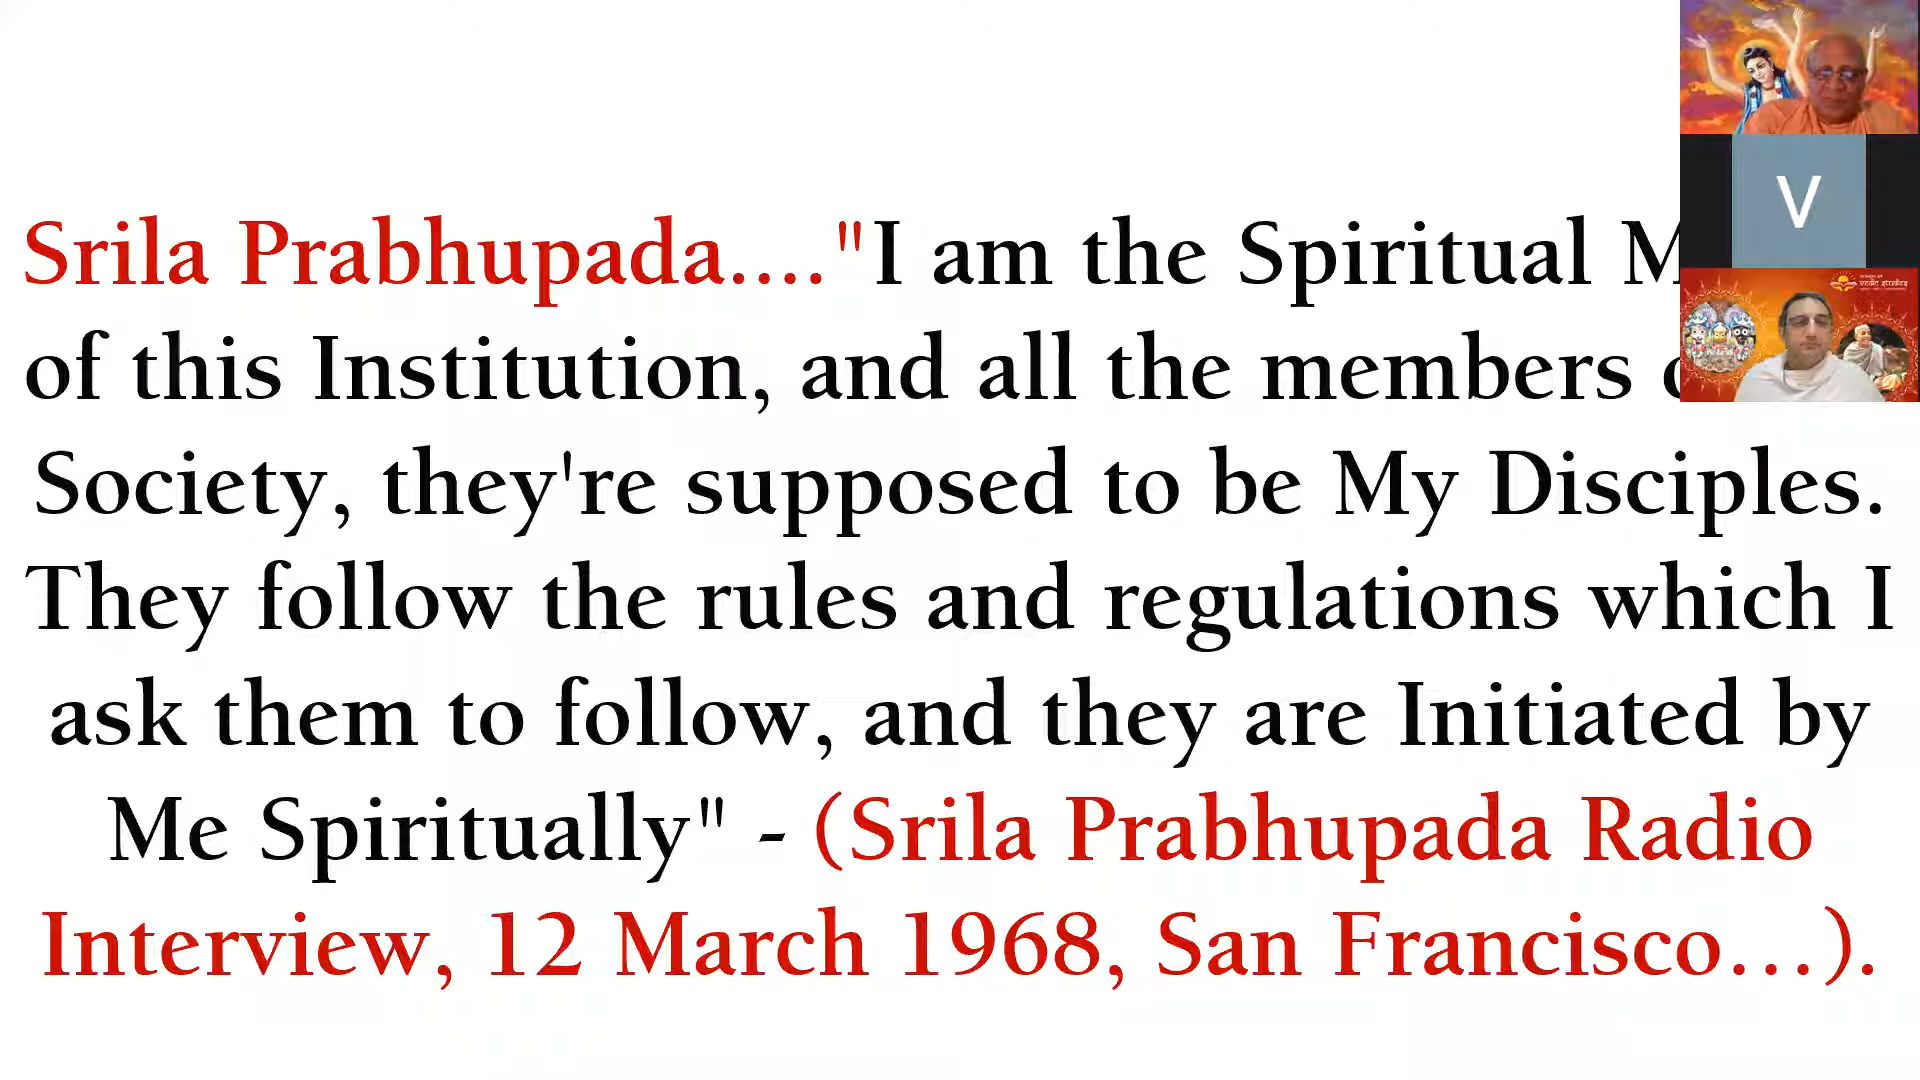 Srila Prabhupada...."I am the Spiritual
of this Institution, and all the members
Society, they're supposed to be My Disciples.
They follow the rules and regulations which I
ask them to follow, and they are Initiated by
Me Spiritually" - (Srila Prabhupada Radio
Interview, 12 March 1968, San Francisco...).
V
vedic studies